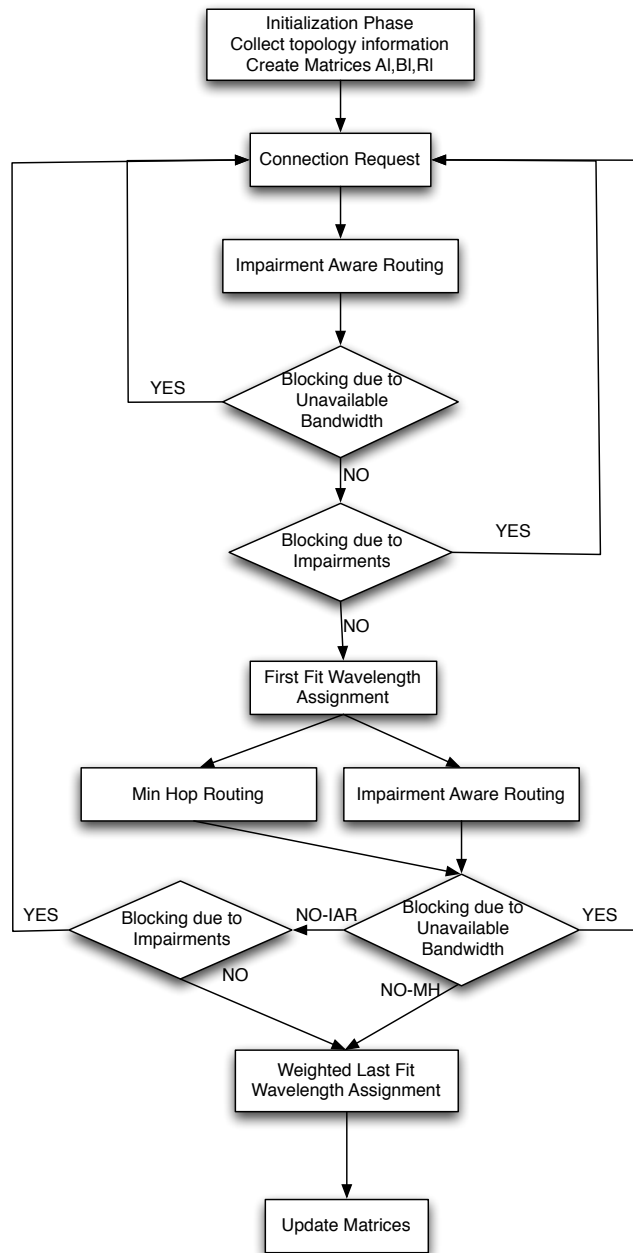 Initialization Phase
Collect topology information
Create Matrices Al,Bl,Rl
Connection Request
Impairment Aware Routing
YES
Blocking due to
Unavailable
Bandwidth
NO
Blocking due to
Impairments
YES
NO
First Fit Wavelength
Assignment
Min Hop Routing
Impairment Aware Routing
YES
Blocking due to
Impairments
NO-IAR
Blocking due to
Unavailable
Bandwidth
YES
NO
NO-MH
Weighted Last Fit
Wavelength Assignment
Update Matrices